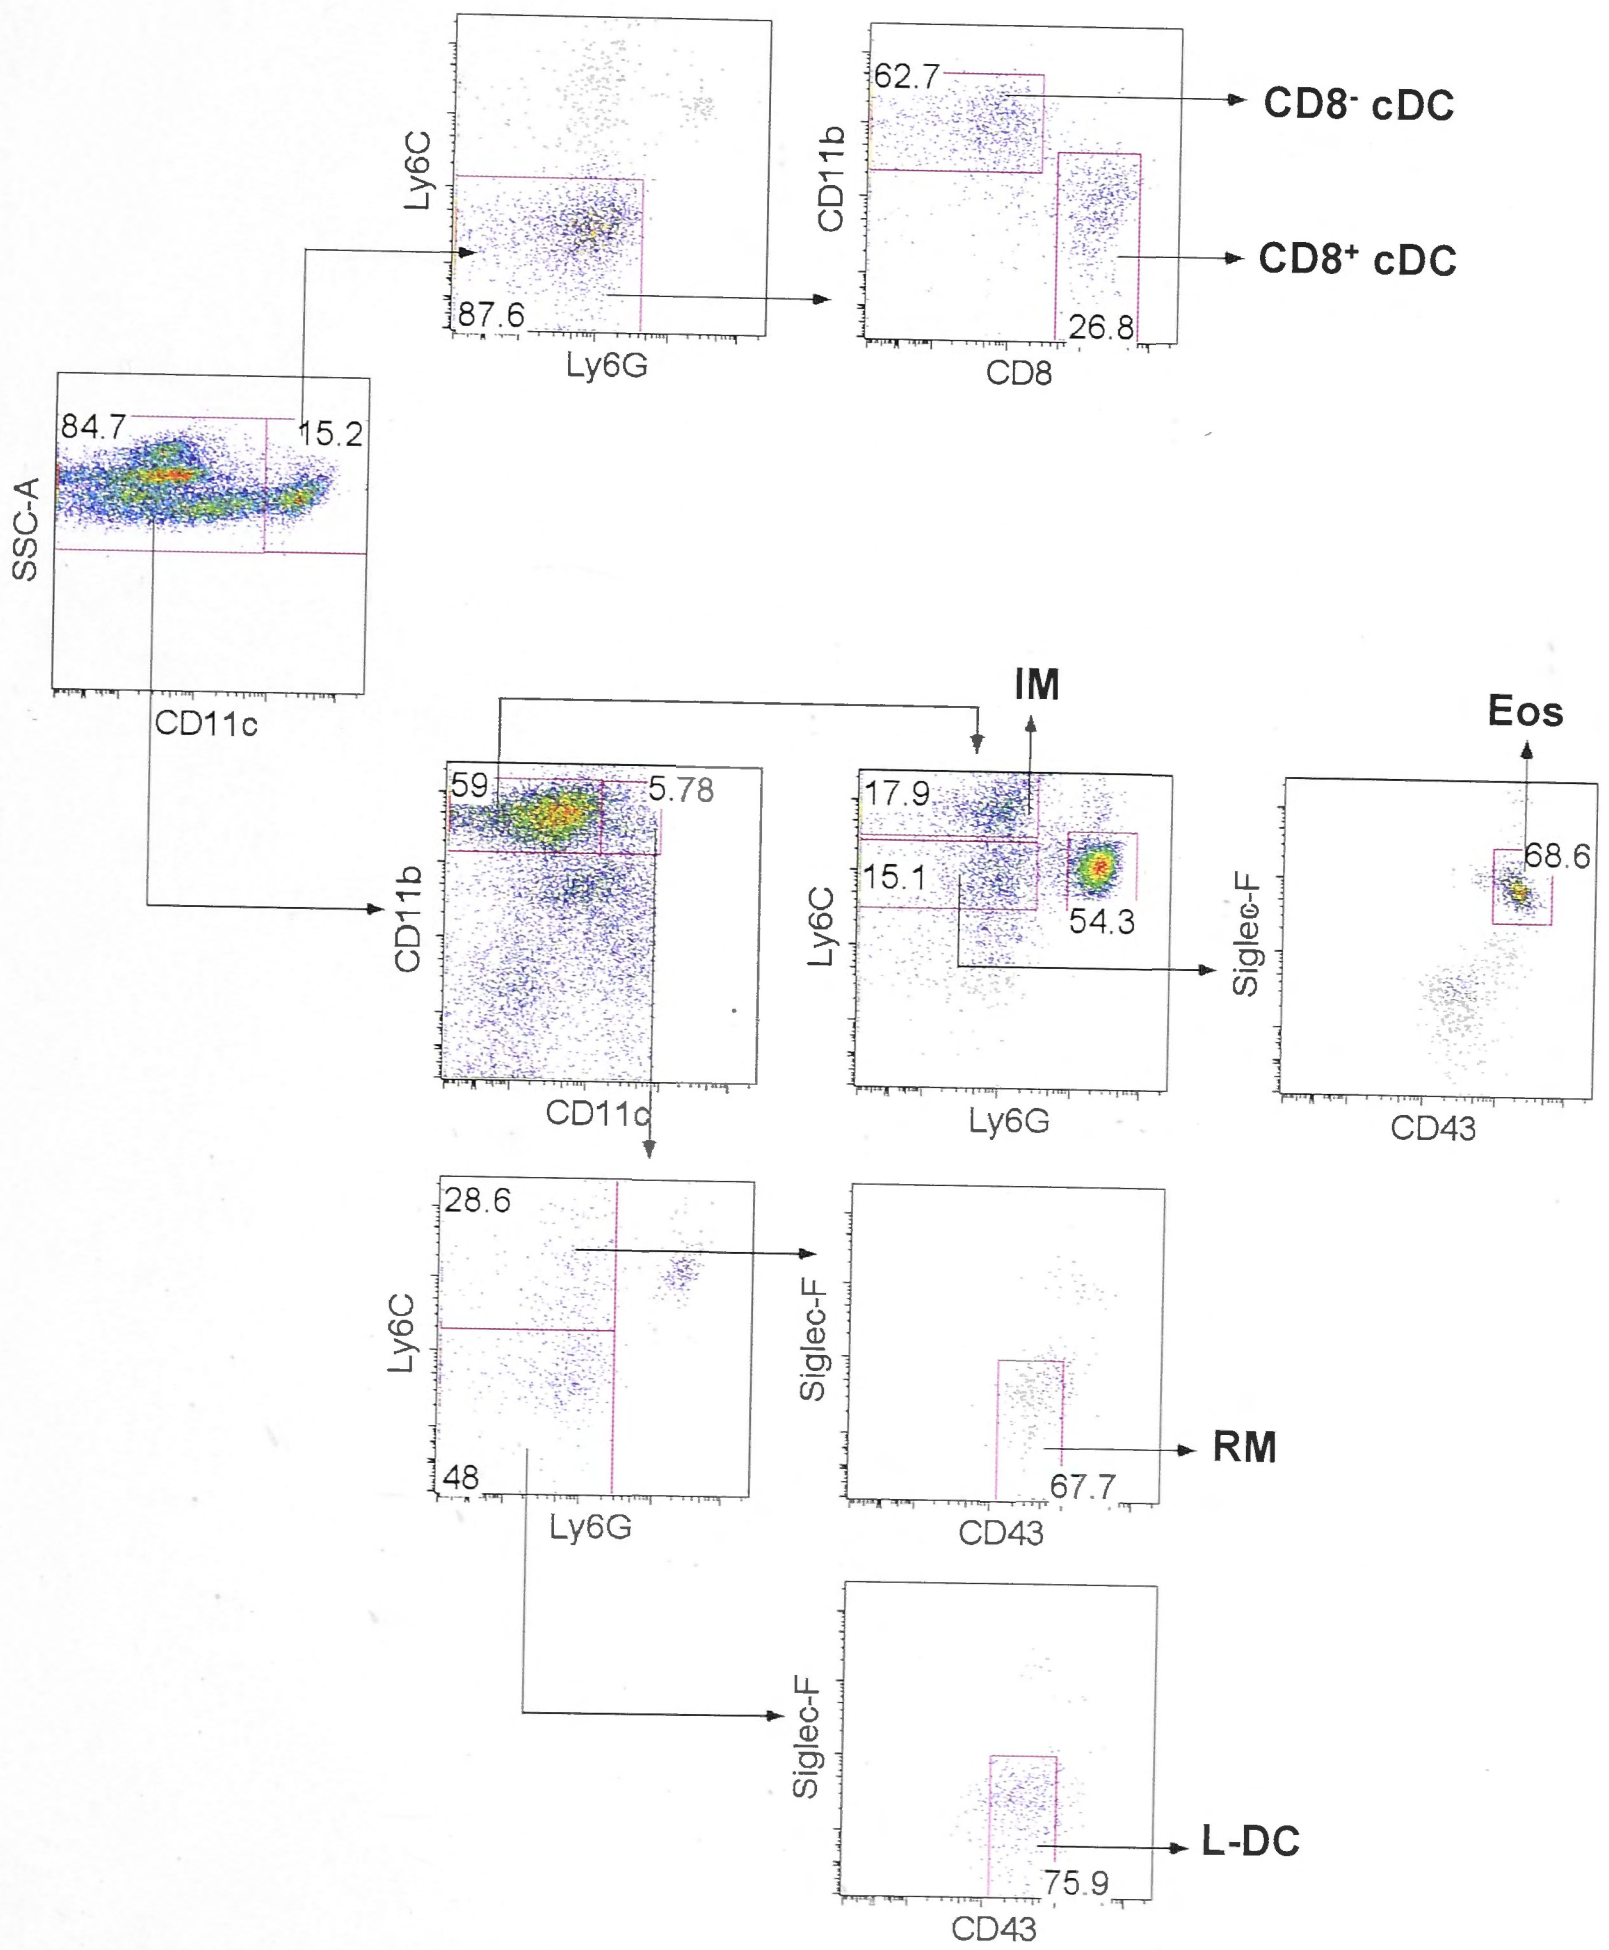 Ly6C
87.6
Ly6G
62.7
CD11b
26.8
CD8
CD8- cDC
CD8+ cDC
84.7
15.2
SSC-A
CD11c
59
5.78
CD11b
CD11c
IM
17.9
15.1
54.3
Ly6C
Ly6G
Eos
68.6
Siglec-F
CD43
28.6
Ly6C
48
Ly6G
Siglec-F
67.7
CD43
RM
Siglec-F
75.9
CD43
L-DC